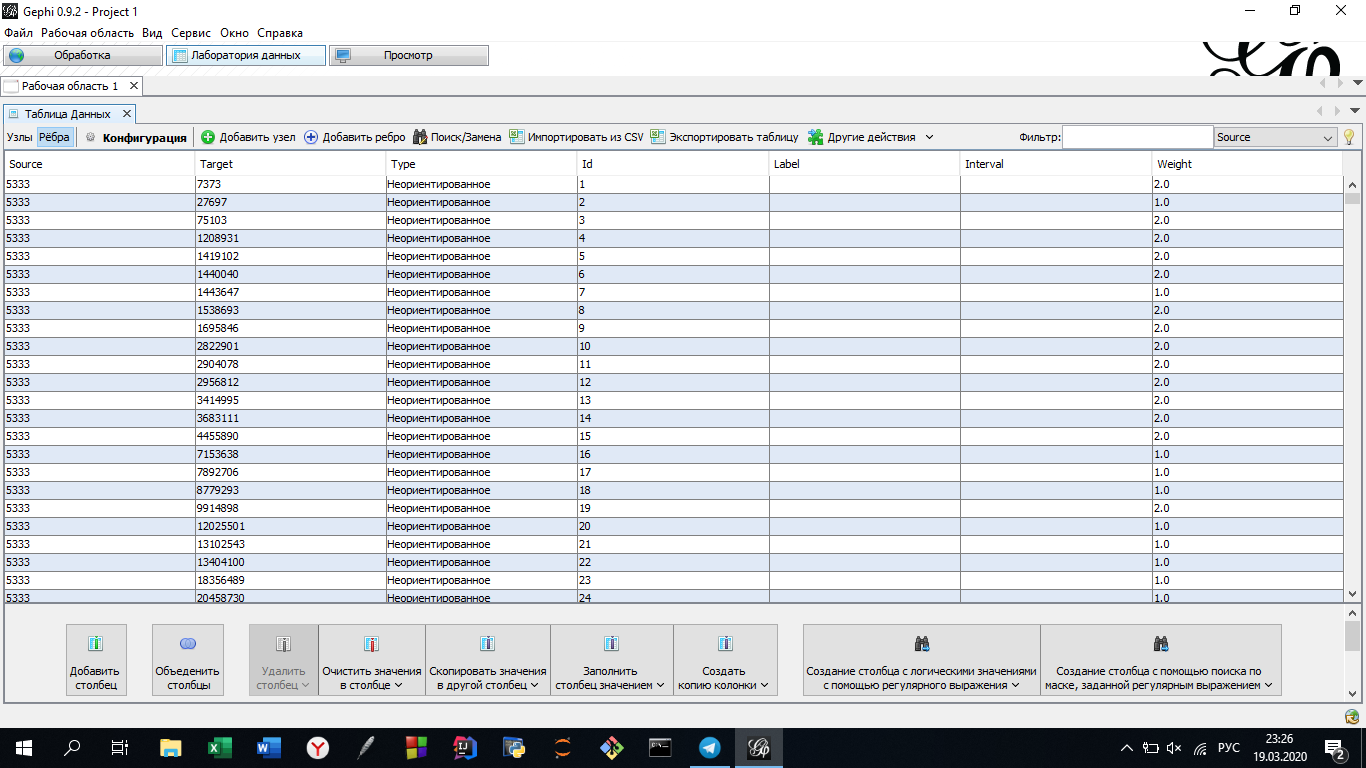 Gephi 0.9.2 - Project 1
Файл Рабочая область Вид Сервис Окно Справка
Обработка Лаборатория данных Просмотр
Рабочая область 1
Таблица Данных
Узлы Рёбра Конфигурация Добавить узел Добавить ребро Поиск/Замена Импортировать из CSV Экспортировать таблицу Другие действия Фильтр: Source
Source Target Type Id Label Interval Weight
5333 7373 Неориентированное 1 2.0
5333 27697 Неориентированное 2 1.0
5333 75103 Неориентированное 3 2.0
5333 1208931 Неориентированное 4 2.0
5333 1419102 Неориентированное 5 2.0
5333 1440040 Неориентированное 6 2.0
5333 1443647 Неориентированное 7 1.0
5333 1538693 Неориентированное 8 2.0
5333 1695846 Неориентированное 9 2.0
5333 2822901 Неориентированное 10 2.0
5333 2904078 Неориентированное 11 2.0
5333 2956812 Неориентированное 12 2.0
5333 3414995 Неориентированное 13 2.0
5333 3683111 Неориентированное 14 2.0
5333 4455890 Неориентированное 15 2.0
5333 7153638 Неориентированное 16 1.0
5333 7892706 Неориентированное 17 1.0
5333 8779293 Неориентированное 18 1.0
5333 9914898 Неориентированное 19 2.0
5333 12025501 Неориентированное 20 1.0
5333 13102543 Неориентированное 21 1.0
5333 13404100 Неориентированное 22 1.0
5333 18356489 Неориентированное 23 1.0
5333 20458730 Неориентированное 24 1.0
Добавить столбец
Объеденить столбцы
Удалить столбец
Очистить значения в столбце
Скопировать значения в другой столбец
Заполнить столбец значением
Создать копию колонки
Создание столбца с логическими значениями с помощью регулярного выражения
Создание столбца с помощью поиска по маске, заданной регулярным выражением
РУС
23:26
19.03.2020
2